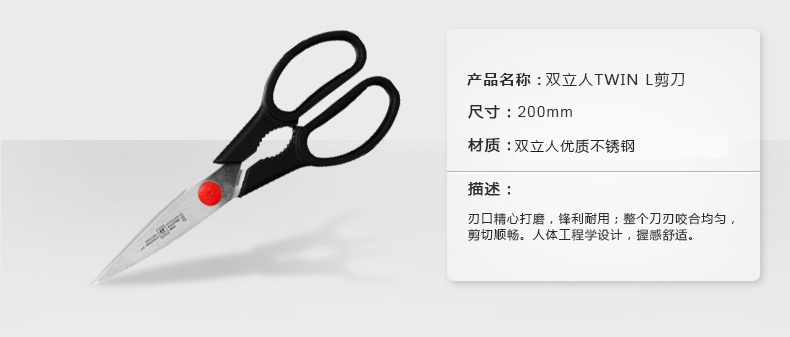 产品名称：双立人TWIN L剪刀
尺寸：200mm
材质：双立人优质不锈钢
描述：
刃口精心打磨，锋利耐用；整个刀刃咬合均匀，
剪切顺畅。人体工程学设计，握感舒适。